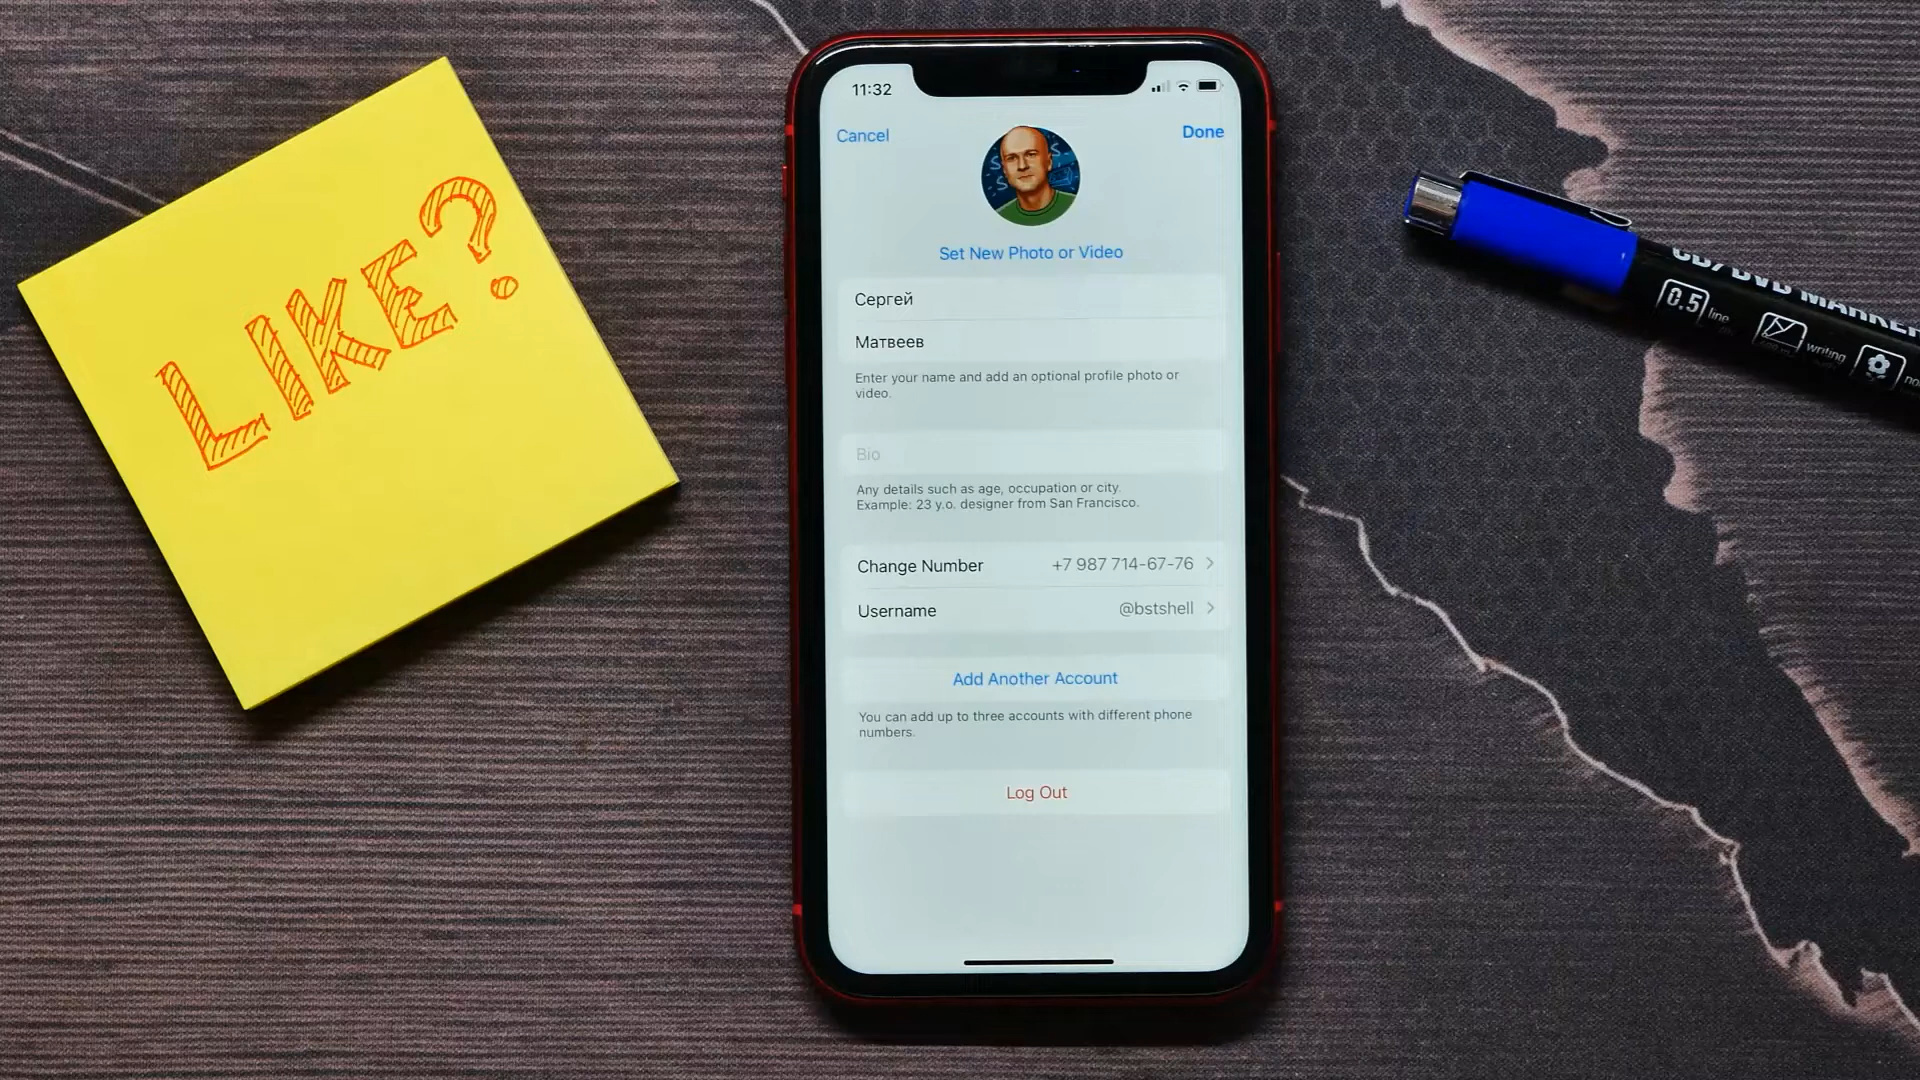 LIKE?
11:32
Cancel
Done
Set New Photo or Video
Сергей
Матвеев
Enter your name and add an optional profile photo or
video.
Bio
Any details such as age, occupation or city.
Example: 23 y.o. designer from San Francisco.
Change Number +7 987 714-67-76
Username @bstshell
Add Another Account
You can add up to three accounts with different phone
numbers.
Log Out
CD/DVD MARKER
0.5 line
writing